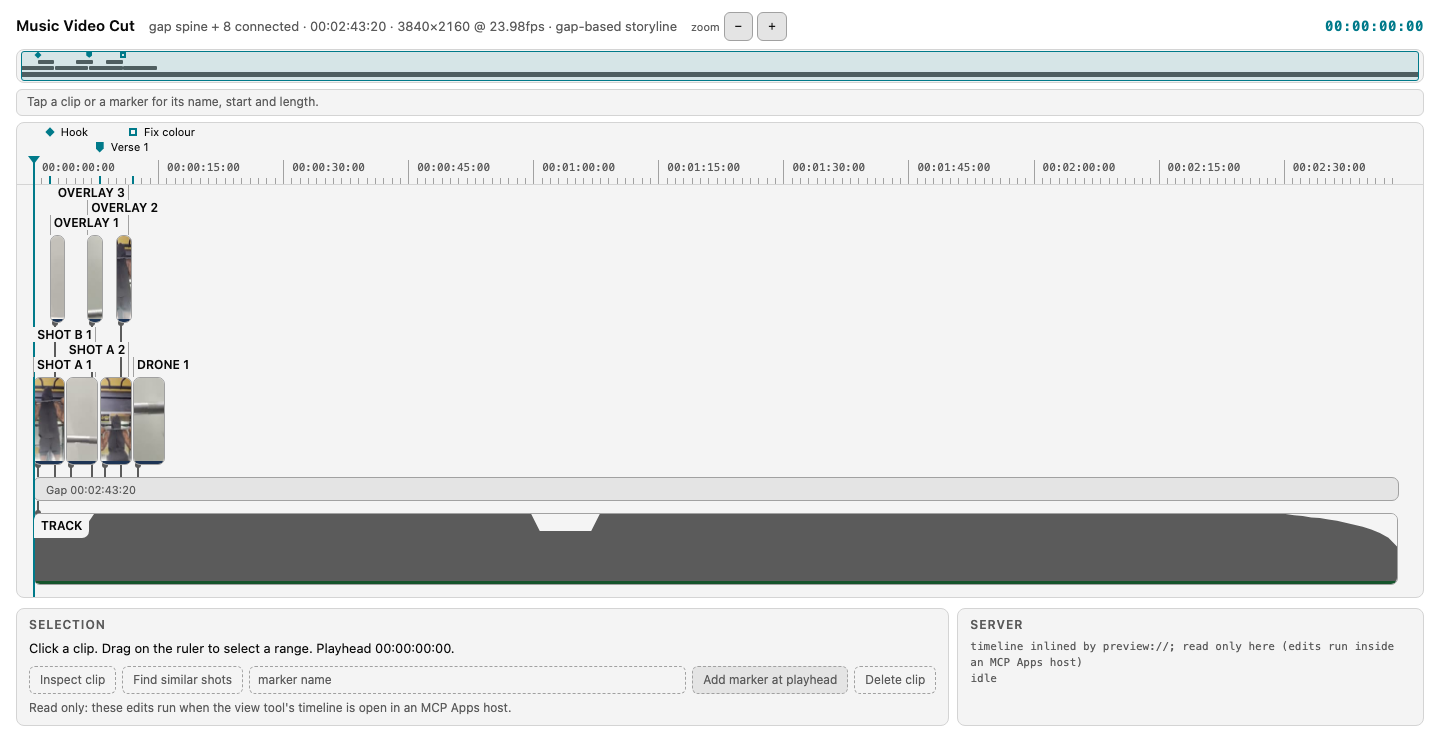 Music Video Cut gap spine + 8 connected · 00:02:43:20 · 3840×2160 @ 23.98fps · gap-based storyline zoom − + 00:00:00:00
Tap a clip or a marker for its name, start and length.
Hook Fix colour
Verse 1
00:00:00:00 00:00:15:00 00:00:30:00 00:00:45:00 00:01:00:00 00:01:15:00 00:01:30:00 00:01:45:00 00:02:00:00 00:02:15:00 00:02:30:00
OVERLAY 3
OVERLAY 2
OVERLAY 1
SHOT B 1
SHOT A 2
SHOT A 1 DRONE 1
Gap 00:02:43:20
TRACK
SELECTION
Click a clip. Drag on the ruler to select a range. Playhead 00:00:00:00.
Inspect clip Find similar shots marker name Add marker at playhead Delete clip
Read only: these edits run when the view tool's timeline is open in an MCP Apps host.
SERVER
timeline inlined by preview://; read only here (edits run inside
an MCP Apps host)
idle